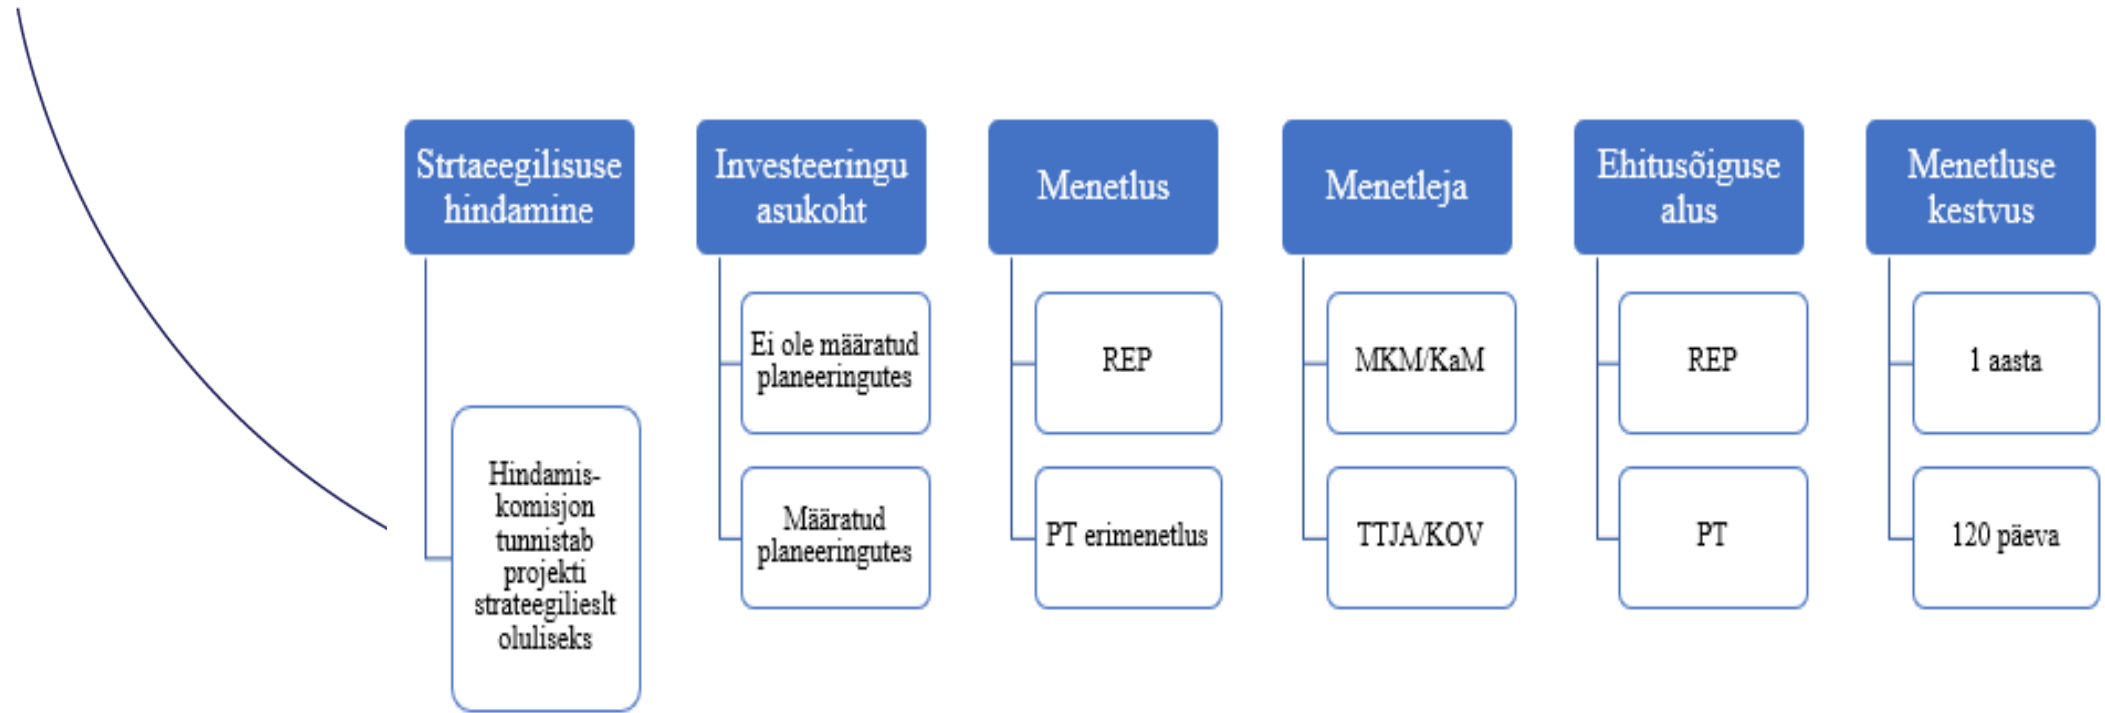 Strtaeegilisuse
hindamine
Hindamis-
komisjon
tunnistab
projekti
strateegilieslt
oluliseks
Investeeringu
asukoht
Ei ole määratud
planeeringutes
Määratud
planeeringutes
Menetlus
REP
PT erimenetlus
Menetleja
MKM/KaM
TTJA/KOV
Ehitusõiguse
alus
REP
PT
Menetluse
kestvus
1 aasta
120 päeva